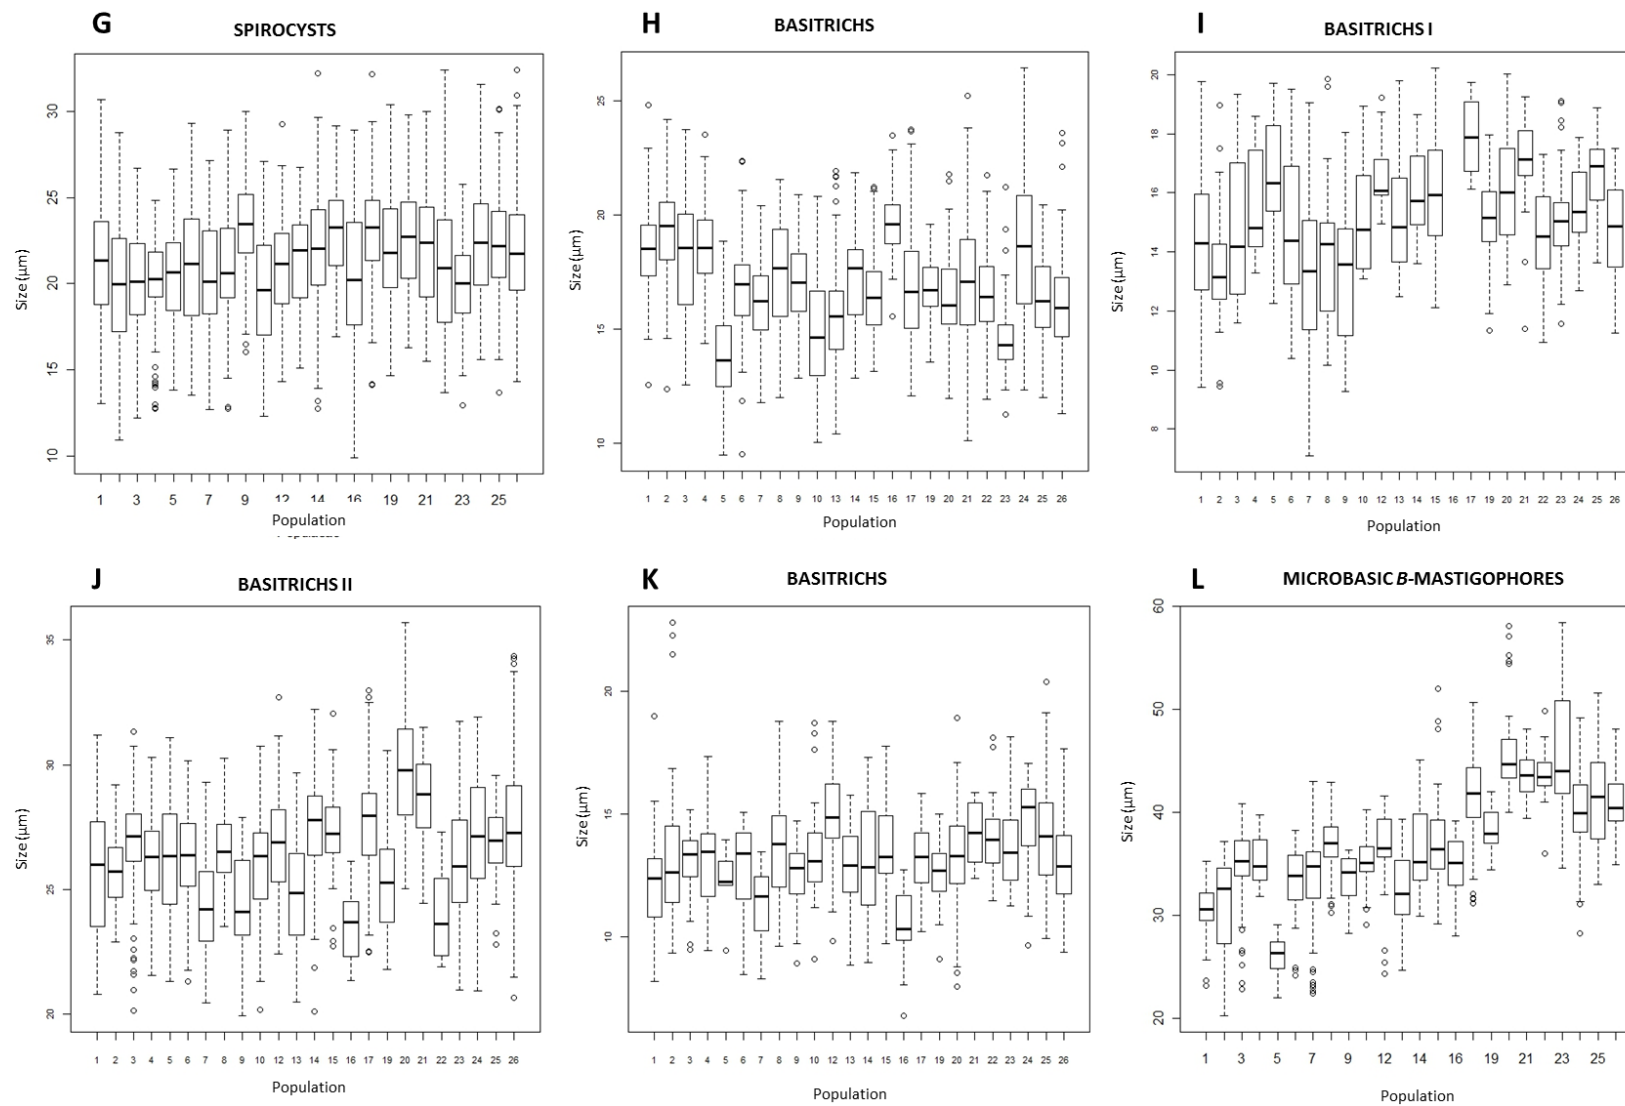 G SPIROCYSTS
30
25
20
15
10
Size (µm)
1 3 5 7 9 12 14 16 19 21 23 25
Population
H BASITRICHS
25
20
15
10
Size (µm)
1 2 3 4 5 6 7 8 9 10 13 14 15 16 17 19 20 21 22 23 24 25 26
Population
I BASITRICHS I
20
18
16
14
12
10
8
Size (µm)
1 2 3 4 5 6 7 8 9 10 12 13 15 17 19 20 21 22 23 24 25 26
Population
J BASITRICHS II
35
30
25
20
Size (µm)
1 2 3 4 5 6 7 8 9 10 12 13 14 15 16 17 19 20 21 22 23 24 25 26
Population
K BASITRICHS
20
15
10
Size (µm)
1 2 3 4 5 6 7 8 9 10 12 13 14 15 16 17 19 20 21 22 23 24 25 26
Population
L MICROBASIC B-MASTIGOPHORES
60
50
40
30
20
Size (µm)
1 3 5 7 9 12 14 16 19 21 23 25
Population